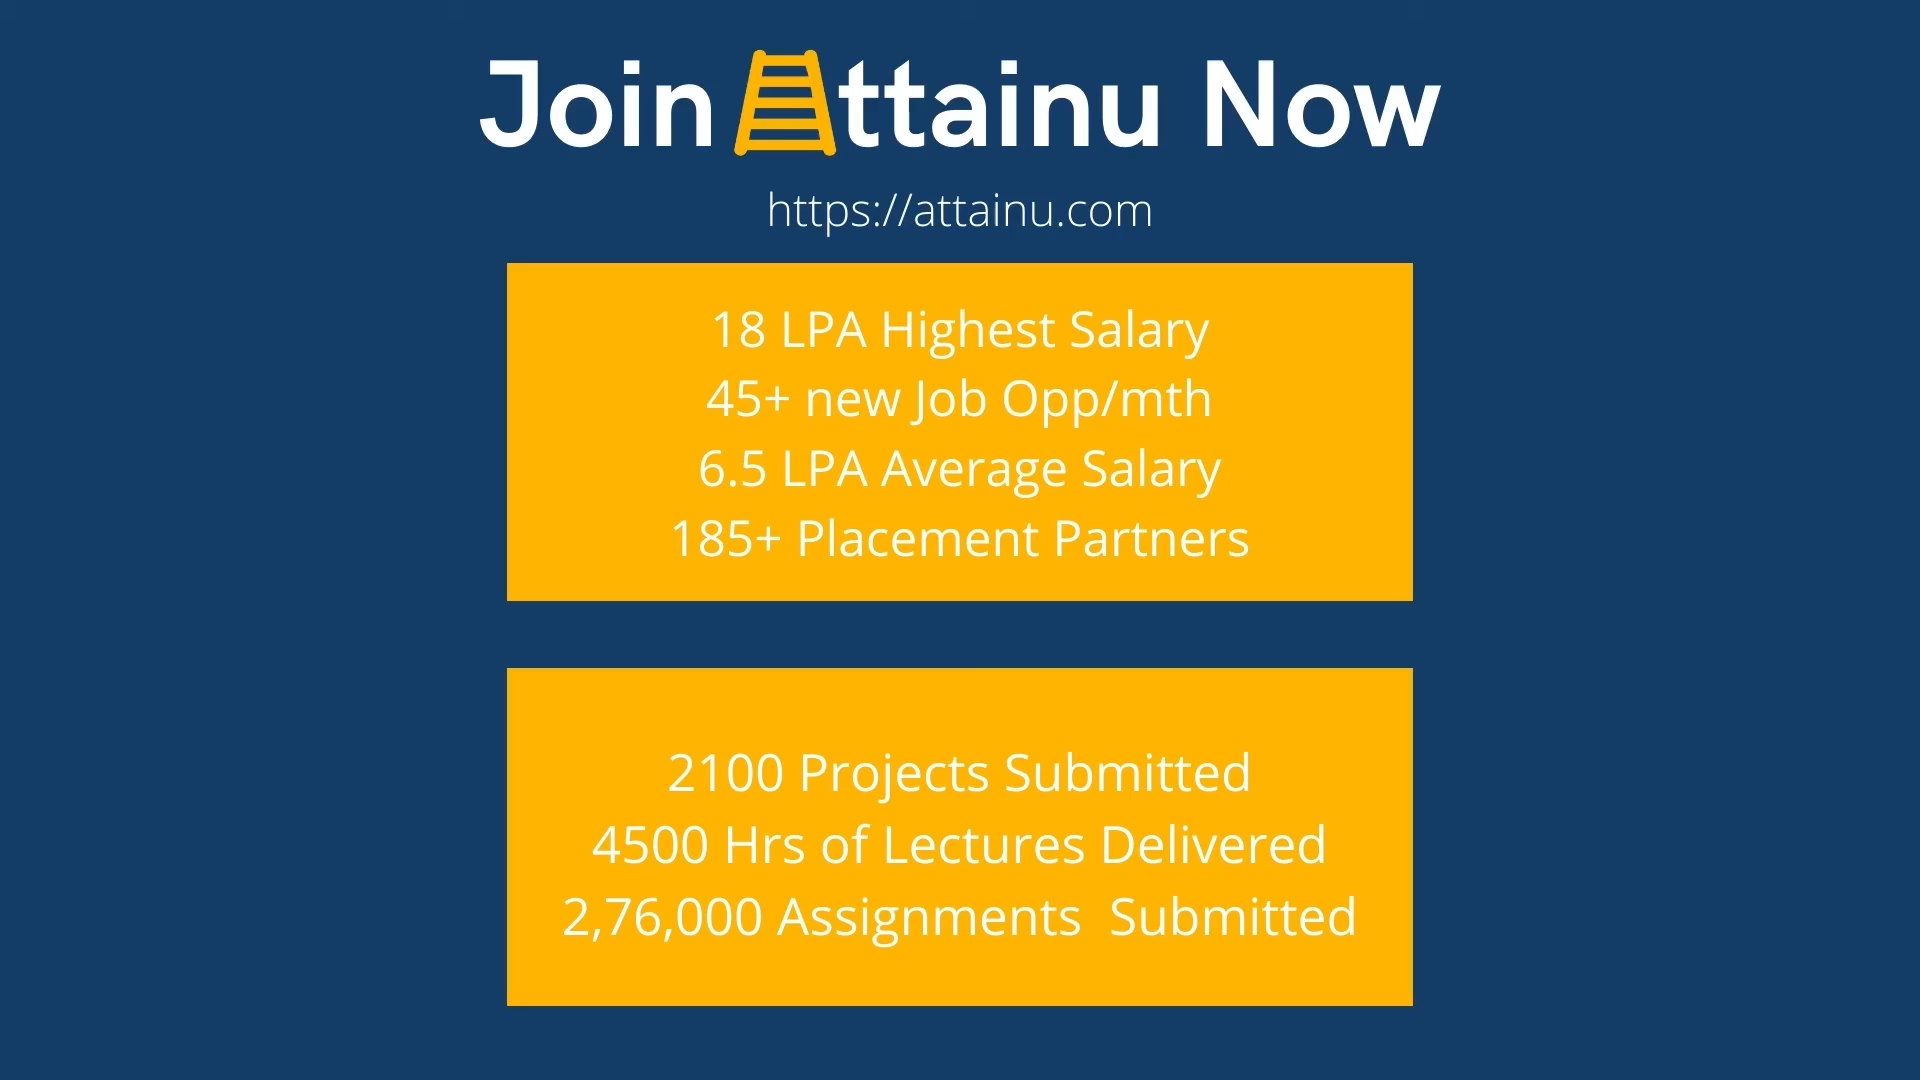 Join Attainu Now
https://attainu.com
18 LPA Highest Salary
45+ new Job Opp/mth
6.5 LPA Average Salary
185+ Placement Partners
2100 Projects Submitted
4500 Hrs of Lectures Delivered
2,76,000 Assignments  Submitted